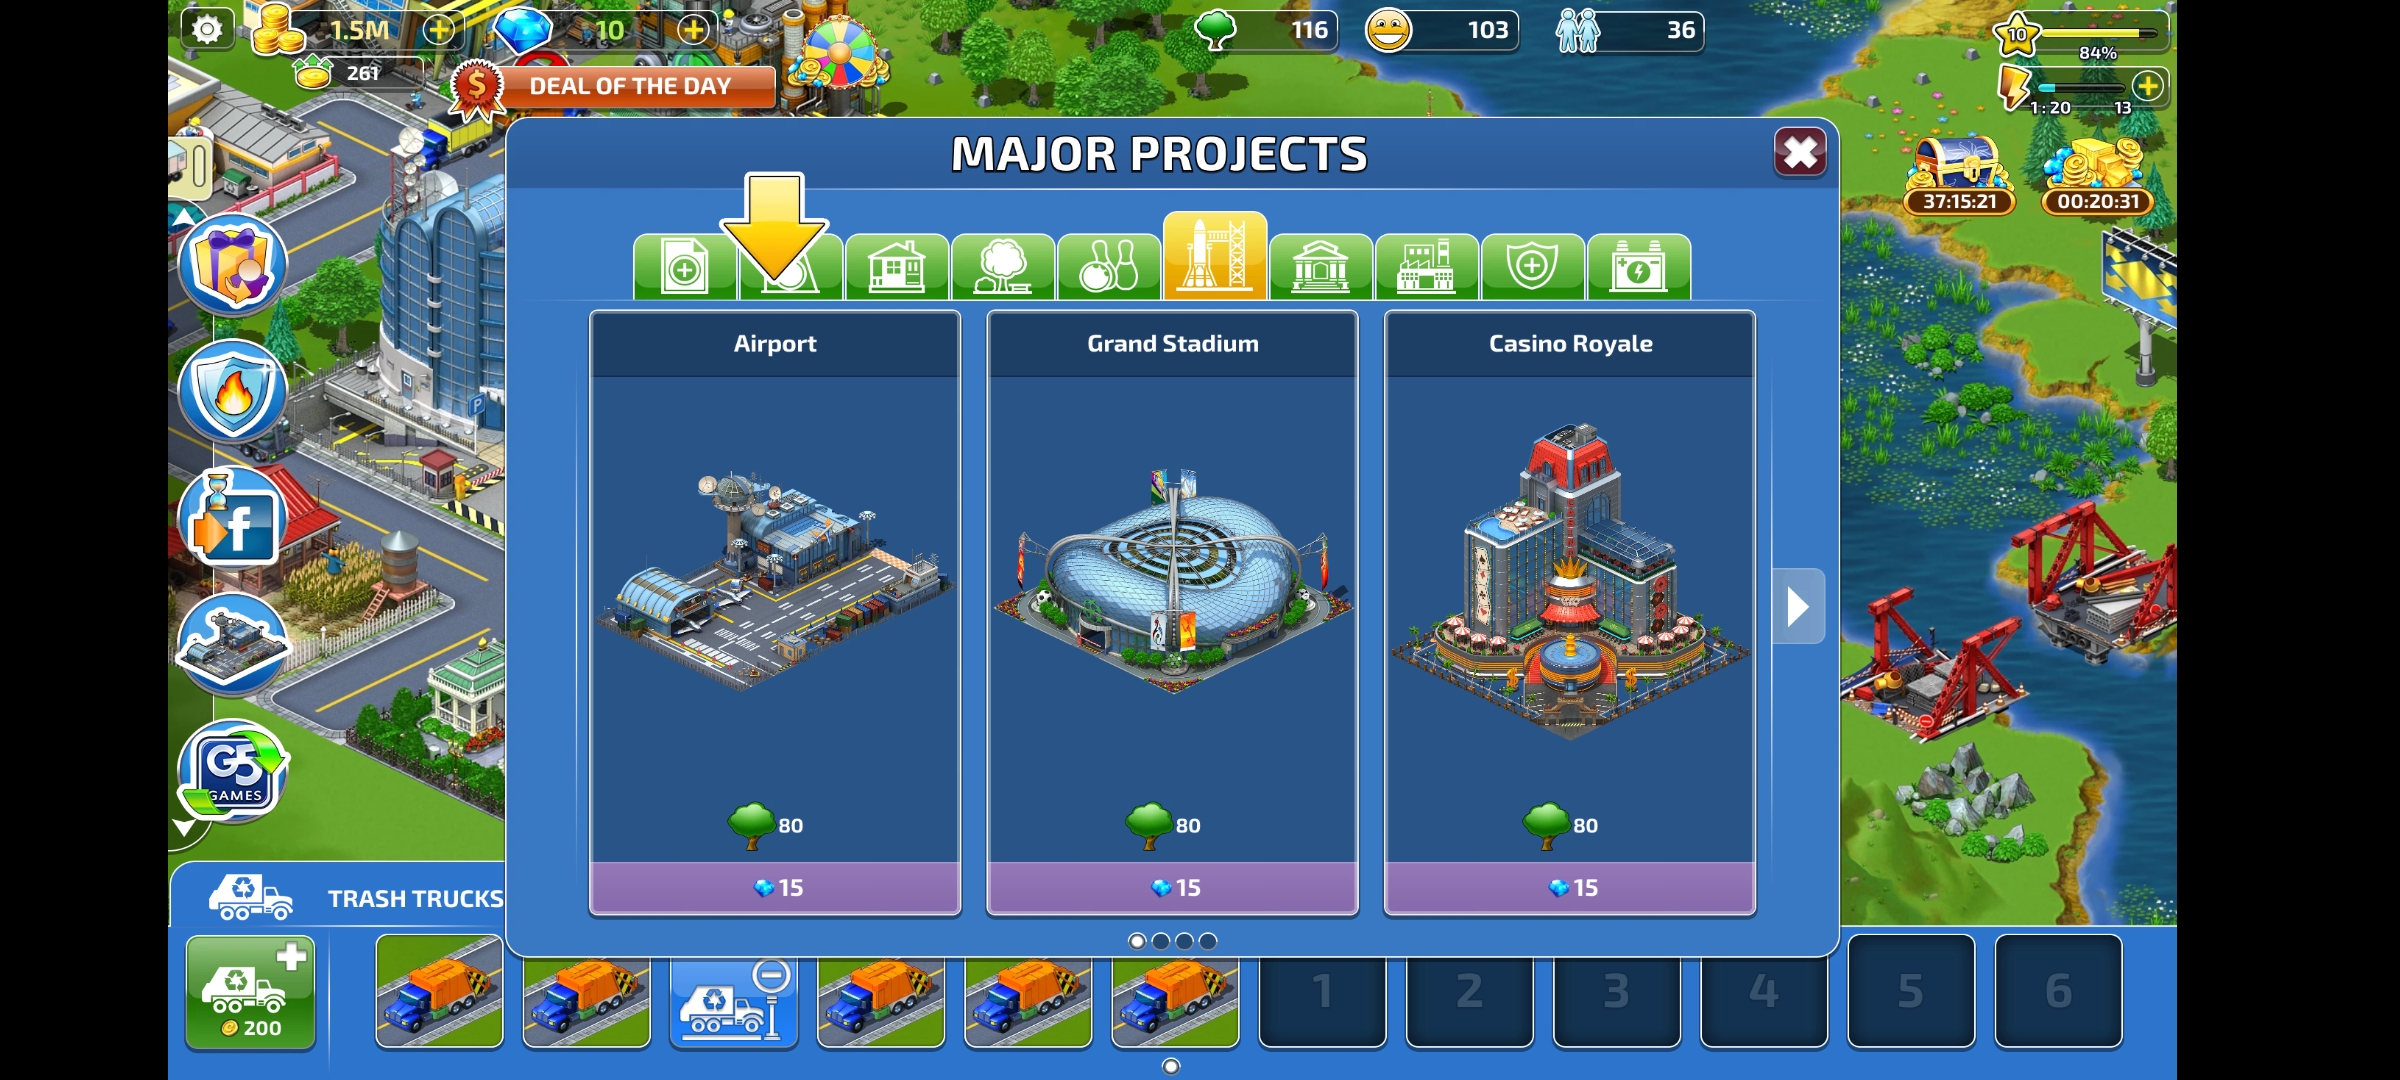 1.5M
10
116
103
36
10
84%
261
DEAL OF THE DAY
1:20
13
MAJOR PROJECTS
37:15:21
00:20:31
Airport
Grand Stadium
Casino Royale
P
f
G5
GAMES
80
80
80
15
15
15
TRASH TRUCKS
200
1
2
3
4
5
6